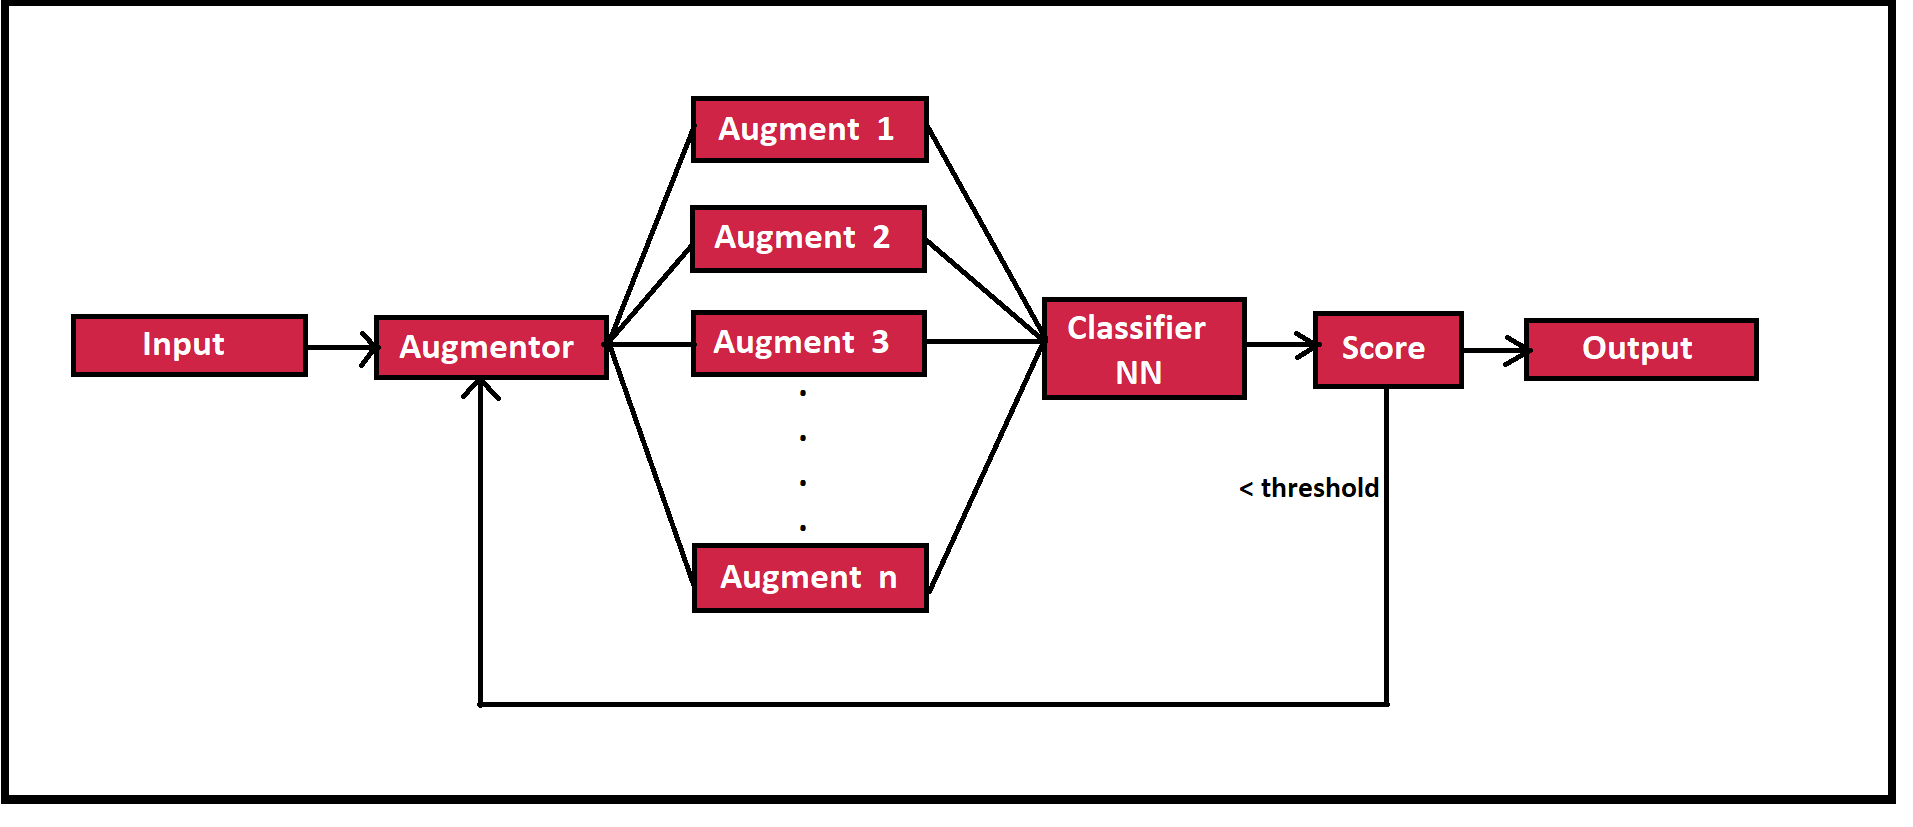 Input
Augmentor
Augment 1
Augment 2
Augment 3
.
.
.
.
Augment n
Classifier
NN
Score
Output
< threshold